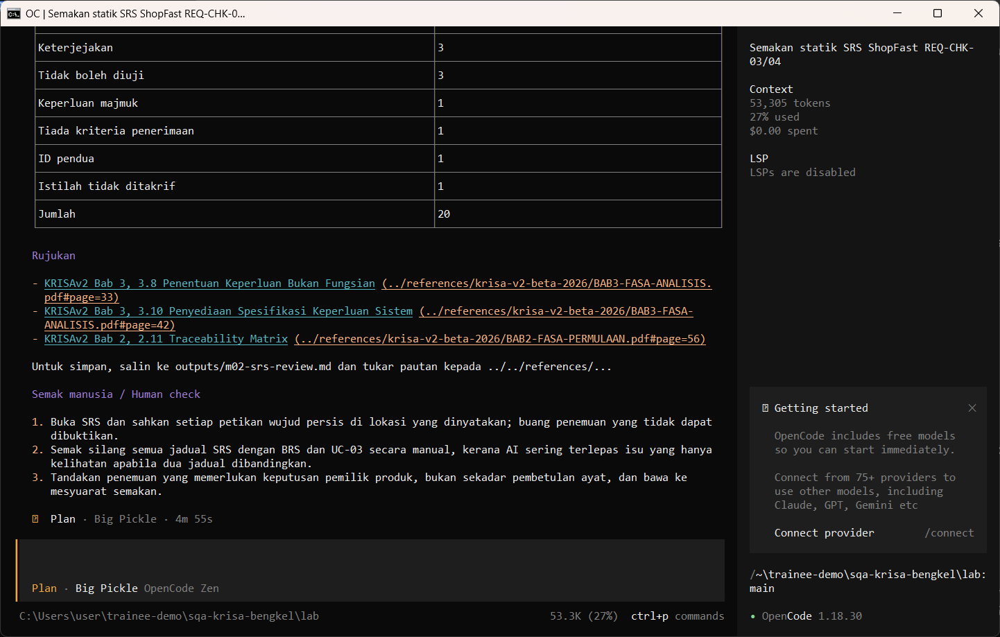 OC | Semakan statik SRS ShopFast REQ-CHK-0...
Keterjejakan 3
Tidak boleh diuji 3
Keperluan majmuk 1
Tiada kriteria penerimaan 1
ID pendua 1
Istilah tidak ditakrif 1
Jumlah 20
Rujukan
- KRISAv2 Bab 3, 3.8 Penentuan Keperluan Bukan Fungsian (../references/krisa-v2-beta-2026/BAB3-FASA-ANALISIS.
pdf#page=33)
- KRISAv2 Bab 3, 3.10 Penyediaan Spesifikasi Keperluan Sistem (../references/krisa-v2-beta-2026/BAB3-FASA-
ANALISIS.pdf#page=42)
- KRISAv2 Bab 2, 2.11 Traceability Matrix (../references/krisa-v2-beta-2026/BAB2-FASA-PERMULAAN.pdf#page=56)
Untuk simpan, salin ke outputs/m02-srs-review.md dan tukar pautan kepada ../../references/...
Semak manusia / Human check
1. Buka SRS dan sahkan setiap petikan wujud persis di lokasi yang dinyatakan; buang penemuan yang tidak dapat
dibuktikan.
2. Semak silang semua jadual SRS dengan BRS dan UC-03 secara manual, kerana AI sering terlepas isu yang hanya
kelihatan apabila dua jadual dibandingkan.
3. Tandakan penemuan yang memerlukan keputusan pemilik produk, bukan sekadar pembetulan ayat, dan bawa ke
mesyuarat semakan.
Plan · Big Pickle · 4m 55s
Plan · Big Pickle OpenCode Zen
C:\Users\user\trainee-demo\sqa-krisa-bengkel\lab
53.3K (27%) ctrl+p commands
Semakan statik SRS ShopFast REQ-CHK-
03/04
Context
53,305 tokens
27% used
$0.00 spent
LSP
LSPs are disabled
Getting started
OpenCode includes free models
so you can start immediately.
Connect from 75+ providers to
use other models, including
Claude, GPT, Gemini etc
Connect provider /connect
/~\trainee-demo\sqa-krisa-bengkel\lab:
main
• OpenCode 1.18.30